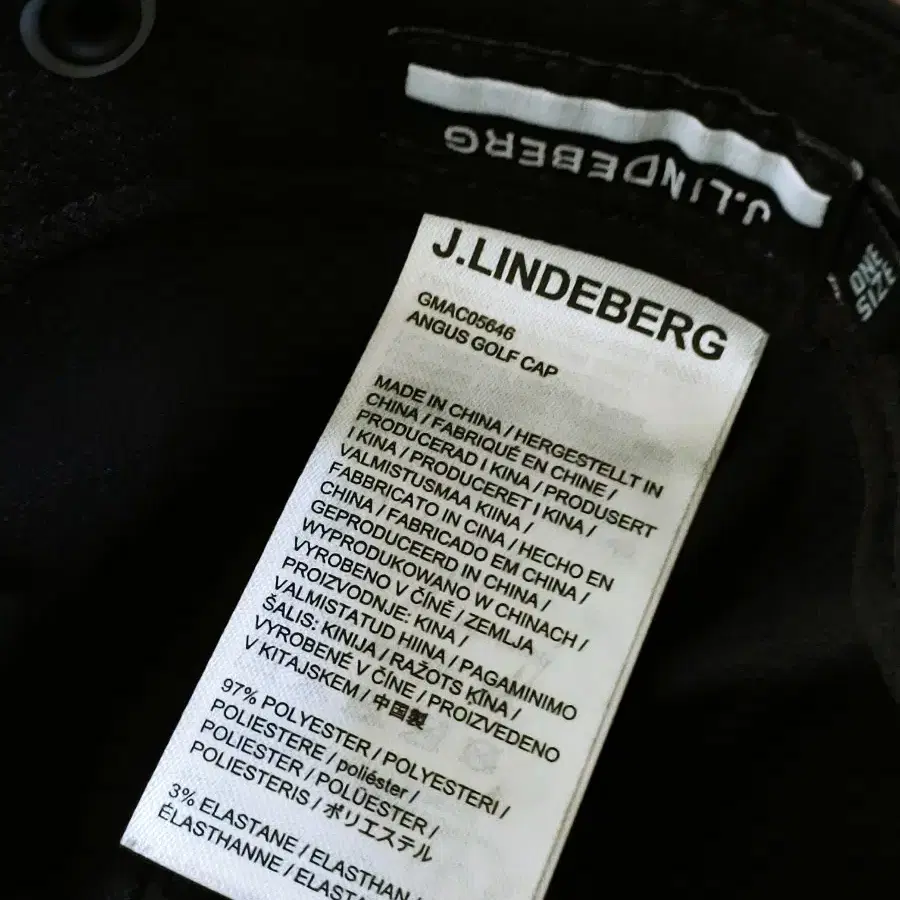 J.LINDEBERG
ONE
SIZE
J.LINDEBERG
GMAC05646
ANGUS GOLF CAP
MADE IN CHINA / HERGESTELLT IN
CHINA / FABRIQUÉ EN CHINE /
PRODUCERAD I KINA / PRODUSERT
I KINA / PRODUCERET I KINA /
VALMISTUSMAA KIINA /
FABBRICATO IN CINA / HECHO EN
CHINA / FABRICADO EM CHINA /
GEPRODUCEERD IN CHINA /
WYPRODUKOWANO W CHINACH /
VYROBENO V ČÍNĚ / ZEMLJA
PROIZVODNJE: KINA /
VALMISTATUD HIINA / PAGAMINIMO
ŠALIS: KINIJA / RAŽOTS ĶĪNA /
VYROBENÉ V ČÍNE / PROIZVEDENO
V KITAJSKEM / 中国製
97% POLYESTER / POLYESTERI /
POLIESTERE / poliéster /
POLIESTER / POLÜESTER /
POLIESTERIS / ポリエステル
3% ELASTANE / ELASTHAN /
ÉLASTHANNE / ELASTA